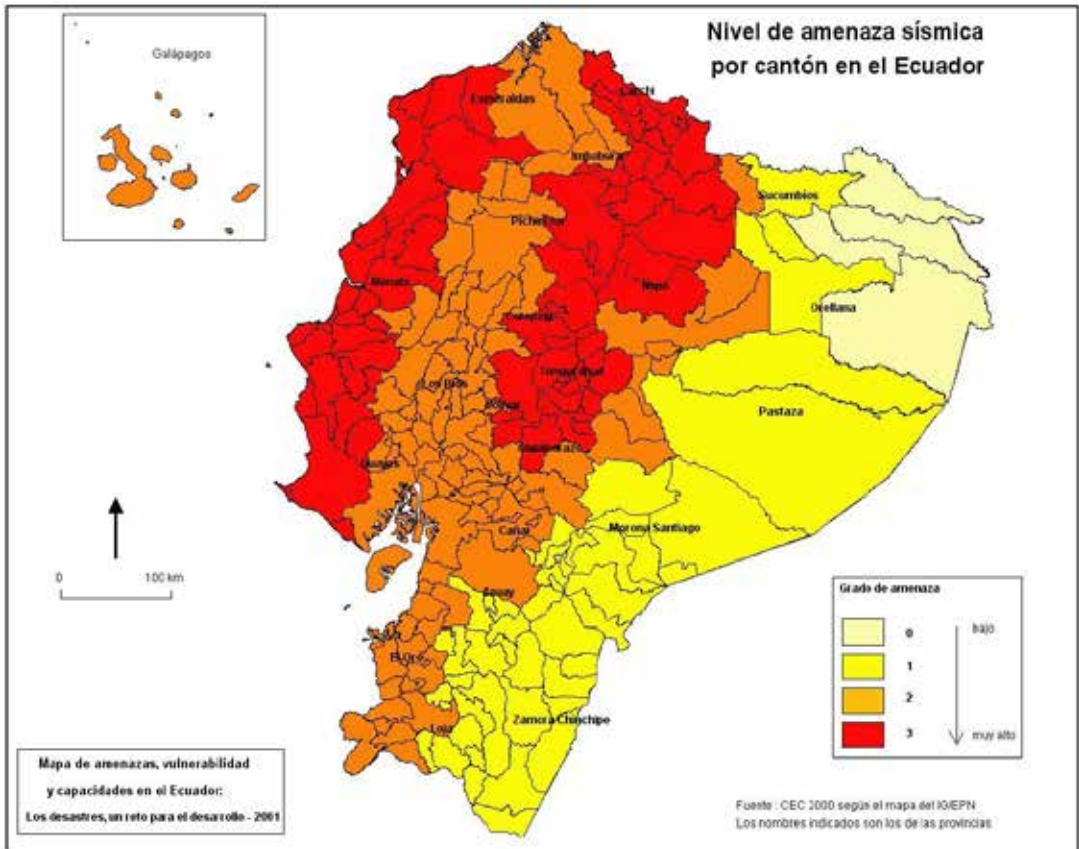 Nivel de amenaza sísmica
por cantón en el Ecuador
Galápagos
Esmeraldas
Carchi
Imbabura
Sucumbios
Pichincha
Manabi
Napo
Orellana
Cotopaxi
Tungurahua
Los Rios
Bolivar
Pastaza
Chimborazo
Guayas
Cañar
Morona Santiago
Azuay
El Oro
Loja
Zamora Chinchipe
0 100 km
Grado de amenaza
0 bajo
1
2
3 muy alto
Mapa de amenazas, vulnerabilidad
y capacidades en el Ecuador:
Los desastres, un reto para el desarrollo - 2001
Fuente : CEC 2000 según el mapa del IG/EPN
Los nombres indicados son los de las provincias